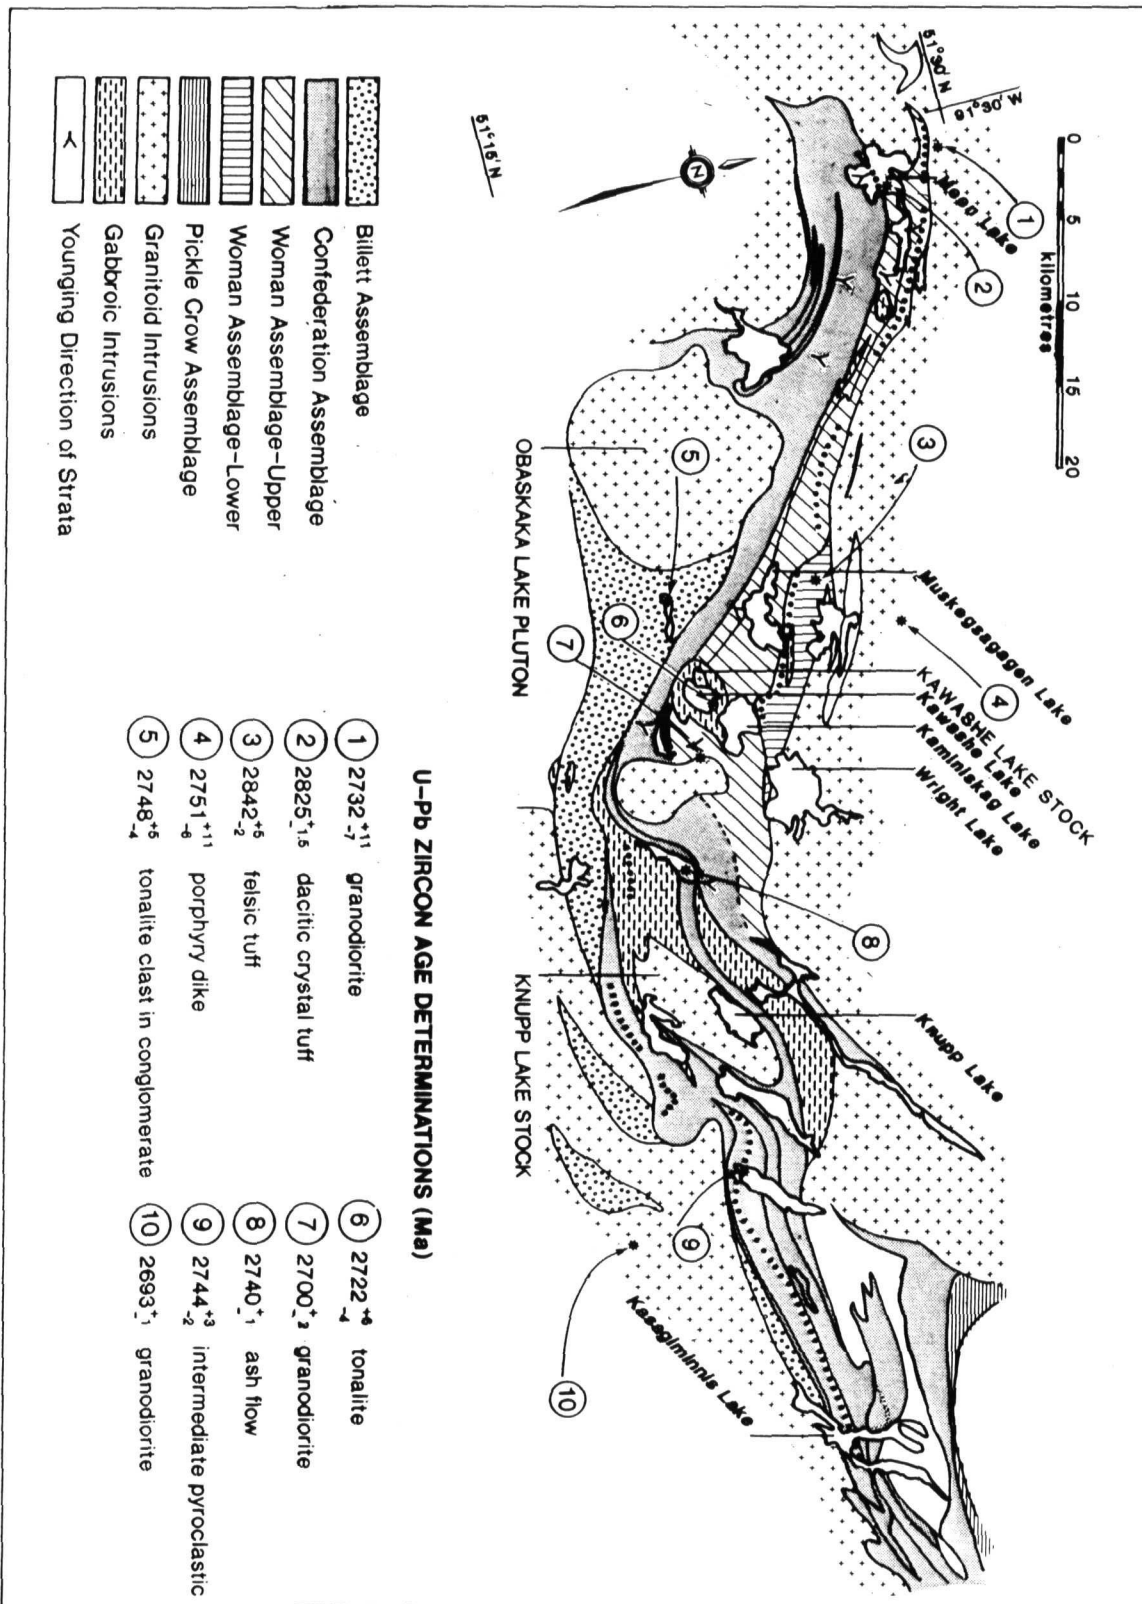 51°30' N
91°30' W
0 5 10 15 20
kilometres
Meen Lake
1
2
3
4
Muskegsagagen Lake
KAWASHE LAKE STOCK
Kawashe Lake
Kaminiskag Lake
Wright Lake
Knupp Lake
51°15' N
N
5
6
7
8
9
10
OBASKAKA LAKE PLUTON
KNUPP LAKE STOCK
Kasagiminnis Lake
Billett Assemblage
Confederation Assemblage
Woman Assemblage-Upper
Woman Assemblage-Lower
Pickle Crow Assemblage
Granitoid Intrusions
Gabbroic Intrusions
Younging Direction of Strata
U-Pb ZIRCON AGE DETERMINATIONS (Ma)
1 2732 +11 -7 granodiorite
2 2825 ± 1.5 dacitic crystal tuff
3 2842 +5 -2 felsic tuff
4 2751 +11 -6 porphyry dike
5 2748 +5 -4 tonalite clast in conglomerate
6 2722 +6 -4 tonalite
7 2700 ± 2 granodiorite
8 2740 ± 1 ash flow
9 2744 +3 -2 intermediate pyroclastic
10 2693 ± 1 granodiorite